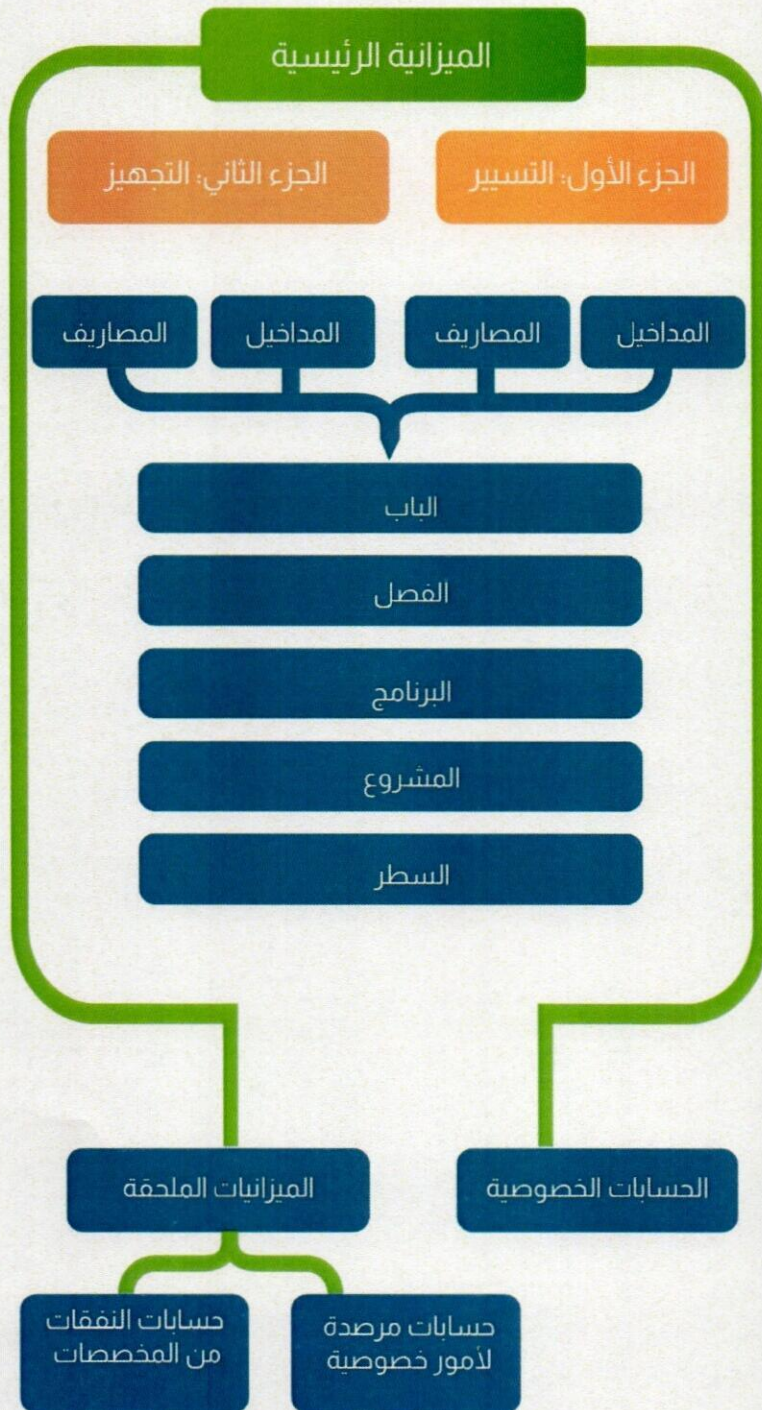 الميزانية الرئيسية
الجزء الأول: التسيير
الجزء الثاني: التجهيز
المداخيل
المصاريف
المداخيل
المصاريف
الباب
الفصل
البرنامج
المشروع
السطر
الحسابات الخصوصية
الميزانيات الملحقة
حسابات مرصدة
لأمور خصوصية
حسابات النفقات
من المخصصات